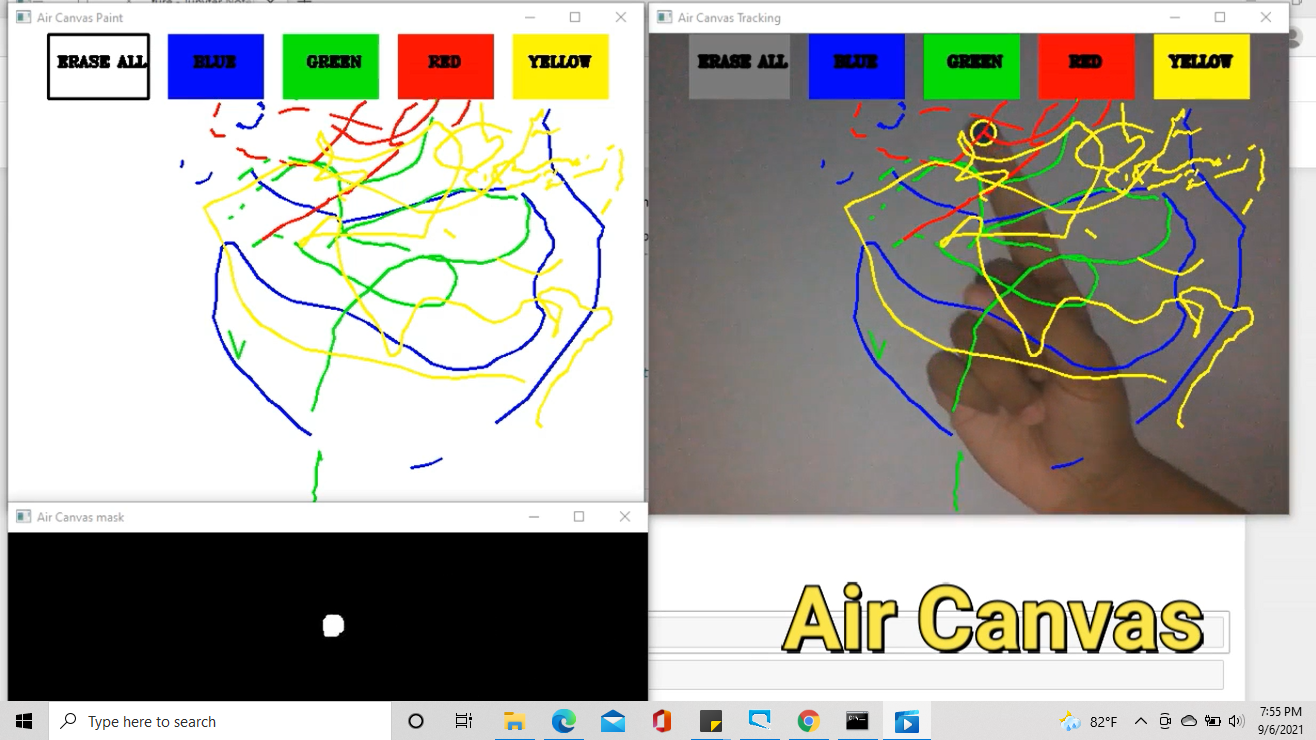 Air Canvas Paint
ERASE ALL BLUE GREEN RED YELLOW
Air Canvas Tracking
ERASE ALL BLUE GREEN RED YELLOW
Air Canvas mask
Air Canvas
Type here to search
82°F
7:55 PM
9/6/2021